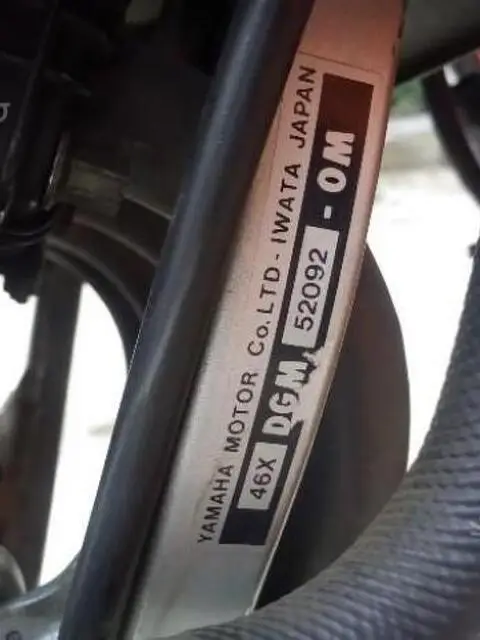 YAMAHA MOTOR Co.LTD - IWATA JAPAN
46X DGM 52092 - OM